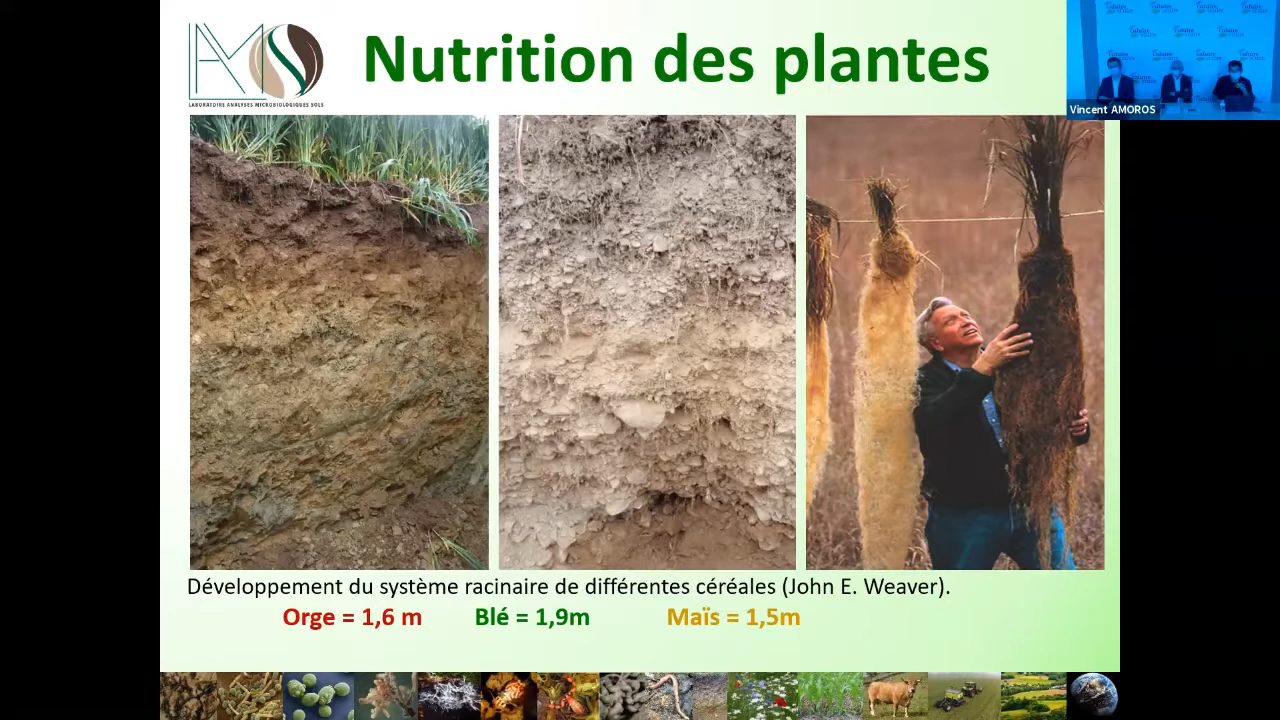 LAMS
LABORATOIRE ANALYSES MICROBIOLOGIQUES SOLS
Nutrition des plantes
Vincent AMOROS
Développement du système racinaire de différentes céréales (John E. Weaver).
Orge = 1,6 m Blé = 1,9m Maïs = 1,5m